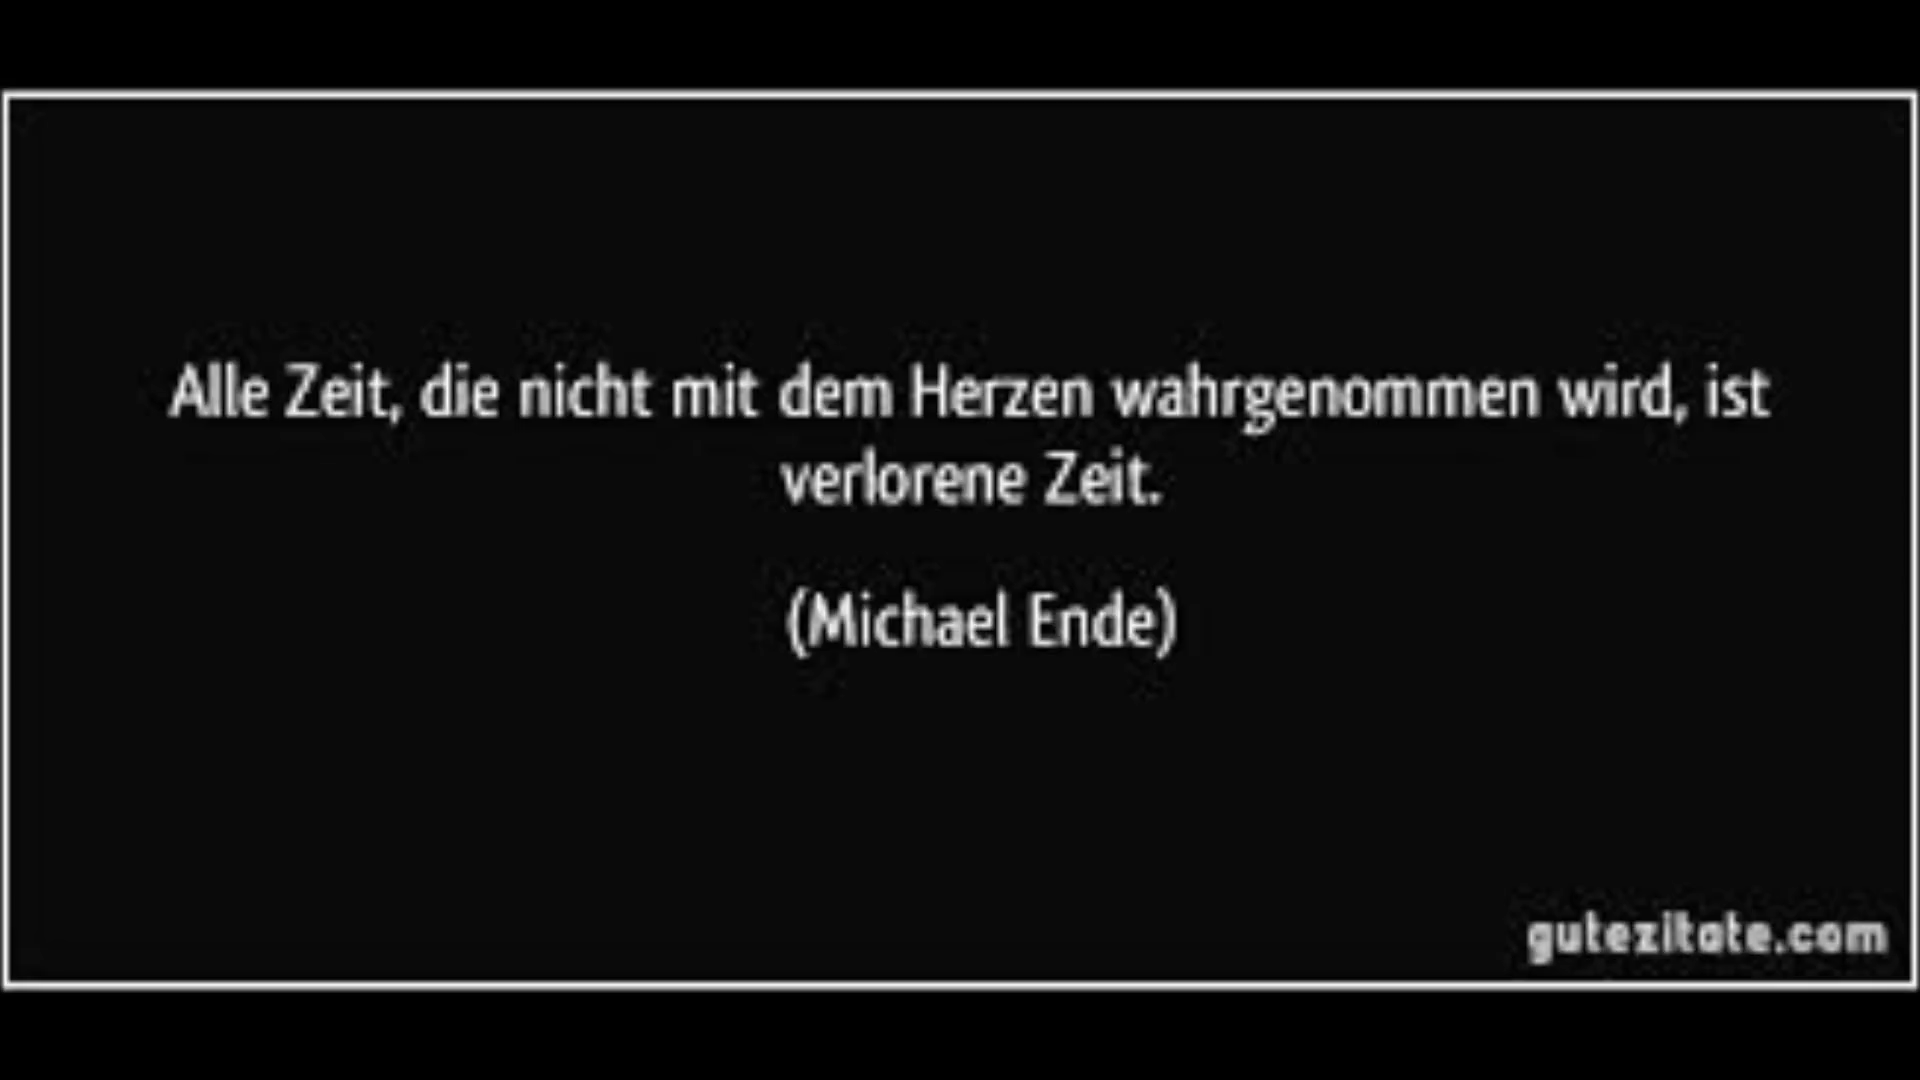 Alle Zeit, die nicht mit dem Herzen wahrgenommen wird, ist
verlorene Zeit.
(Michael Ende)
gutezitate.com